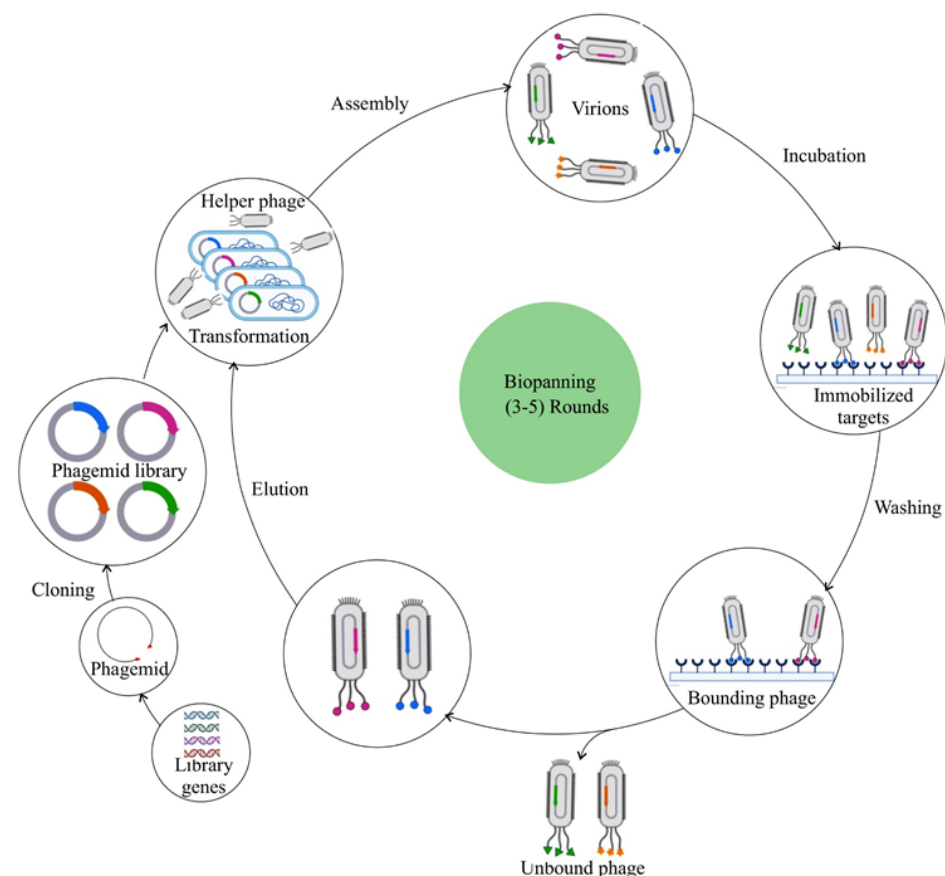 Assembly
Virions
Incubation
Helper phage
Transformation
Biopanning
(3-5) Rounds
Immobilized
targets
Phagemid library
Elution
Washing
Cloning
Phagemid
Bounding phage
Library
genes
Unbound phage